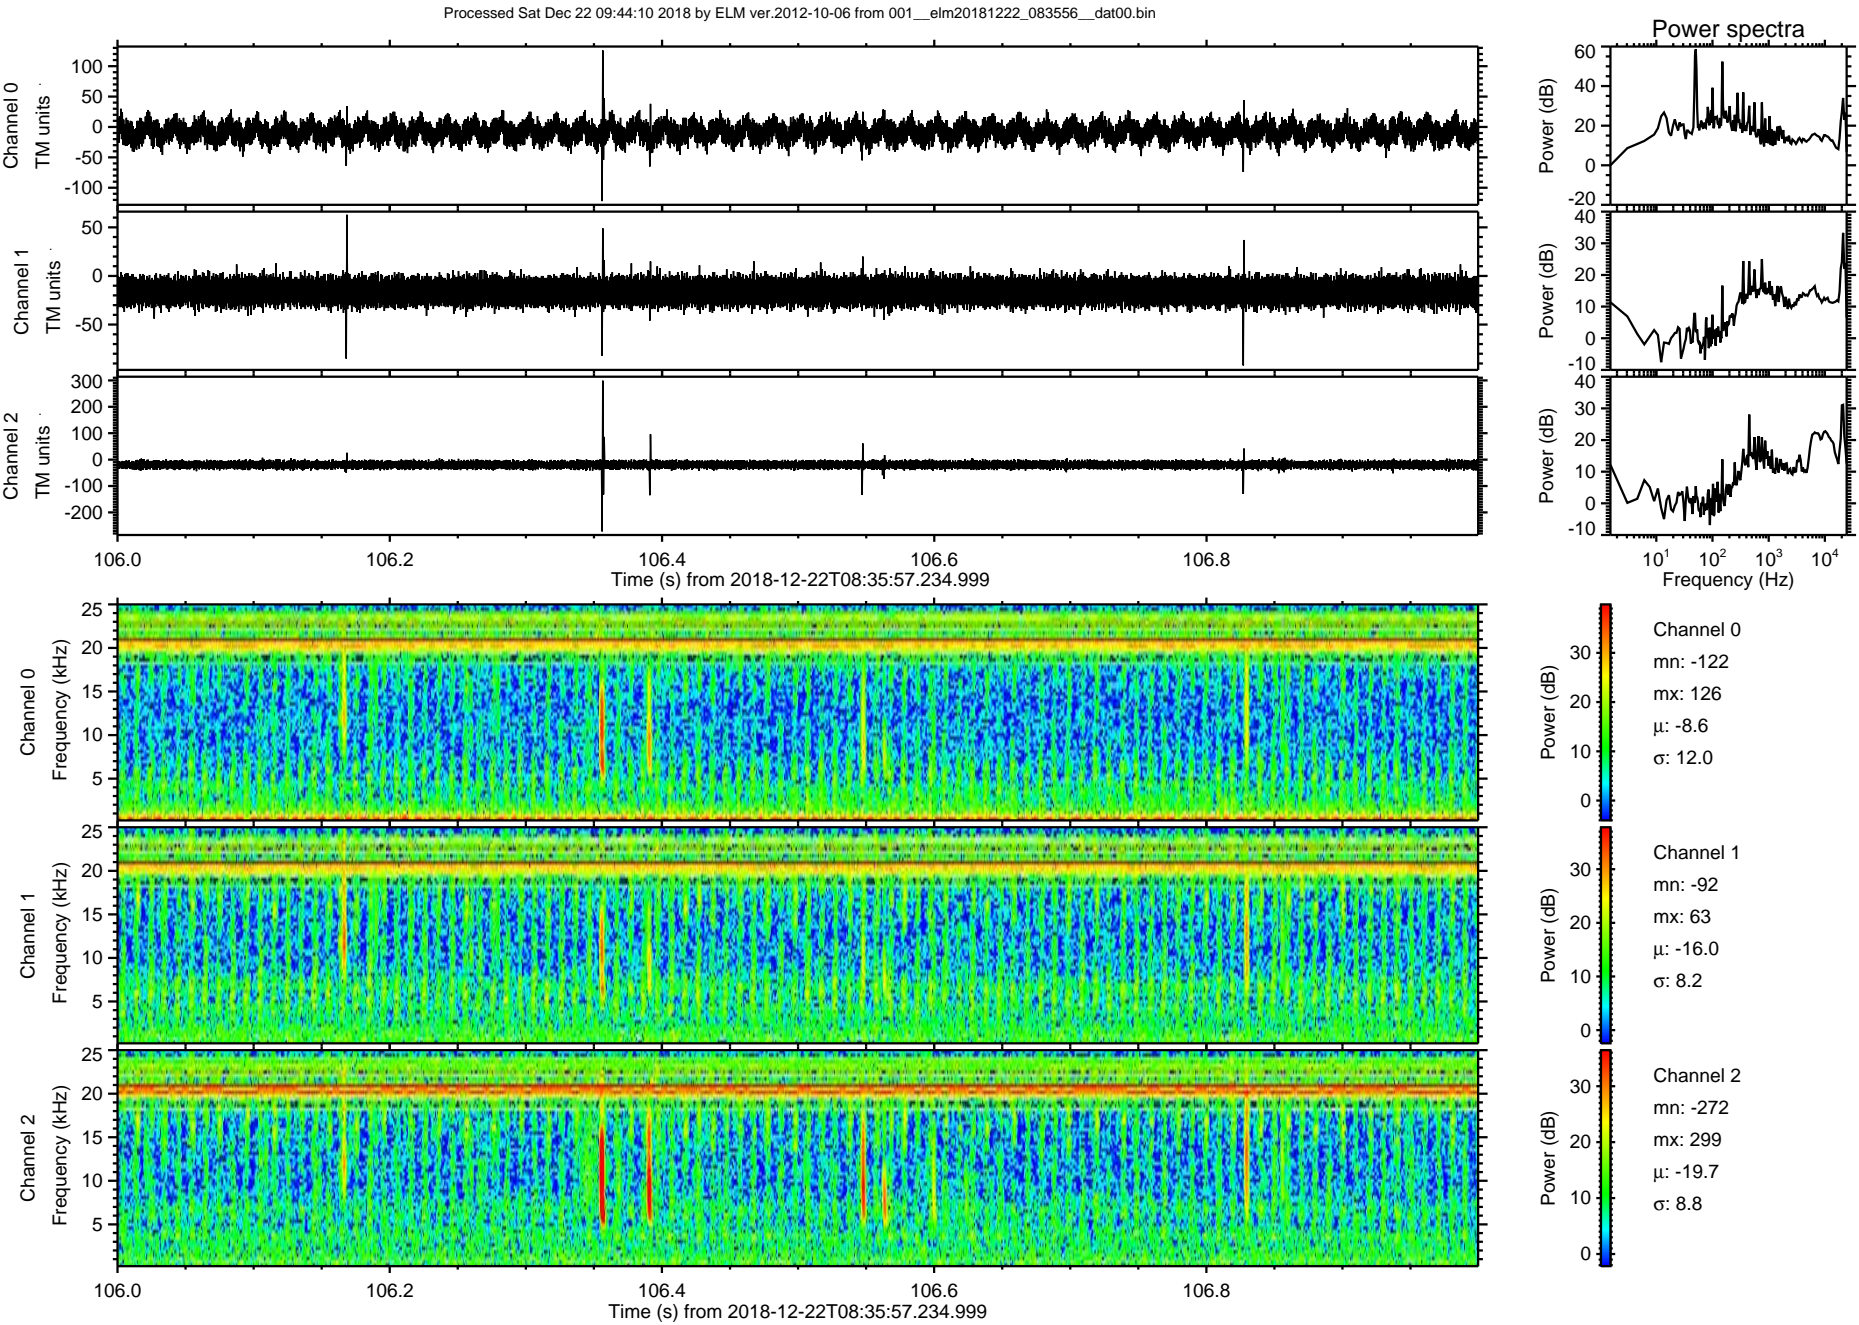 Processed Sat Dec 22 09:44:10 2018 by ELM ver.2012-10-06 from 001__elm20181222_083556__dat00.bin
Power spectra
Channel 0
TM units
100
50
0
-50
-100
Power (dB)
60
40
20
0
-20
Channel 1
TM units
50
0
-50
Power (dB)
40
30
20
10
0
-10
Channel 2
TM units
300
200
100
0
-100
-200
Power (dB)
40
30
20
10
0
-10
106.0 106.2 106.4 106.6 106.8
Time (s) from 2018-12-22T08:35:57.234.999
10¹ 10² 10³ 10⁴
Frequency (Hz)
Channel 0
Frequency (kHz)
25
20
15
10
5
Power (dB)
30
20
10
0
Channel 0
mn: -122
mx: 126
μ: -8.6
σ: 12.0
Channel 1
Frequency (kHz)
25
20
15
10
5
Power (dB)
30
20
10
0
Channel 1
mn: -92
mx: 63
μ: -16.0
σ: 8.2
Channel 2
Frequency (kHz)
25
20
15
10
5
Power (dB)
30
20
10
0
Channel 2
mn: -272
mx: 299
μ: -19.7
σ: 8.8
106.0 106.2 106.4 106.6 106.8
Time (s) from 2018-12-22T08:35:57.234.999